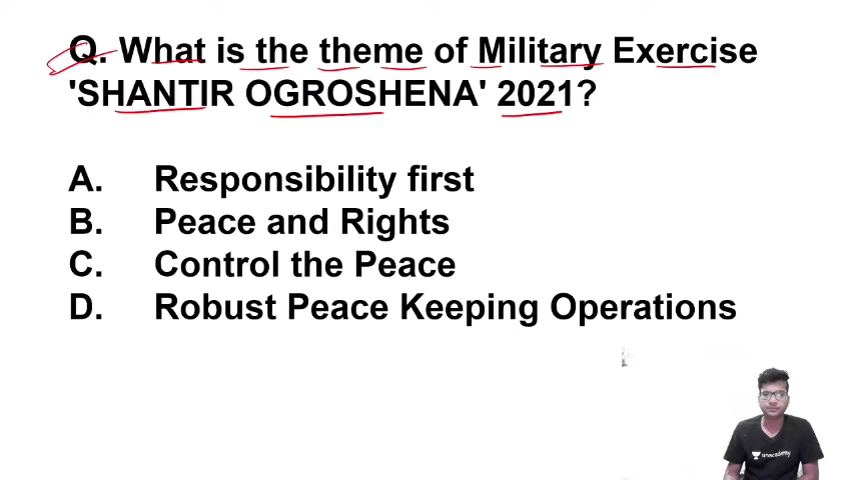 Q. What is the theme of Military Exercise
'SHANTIR OGROSHENA' 2021?
A. Responsibility first
B. Peace and Rights
C. Control the Peace
D. Robust Peace Keeping Operations
unacademy